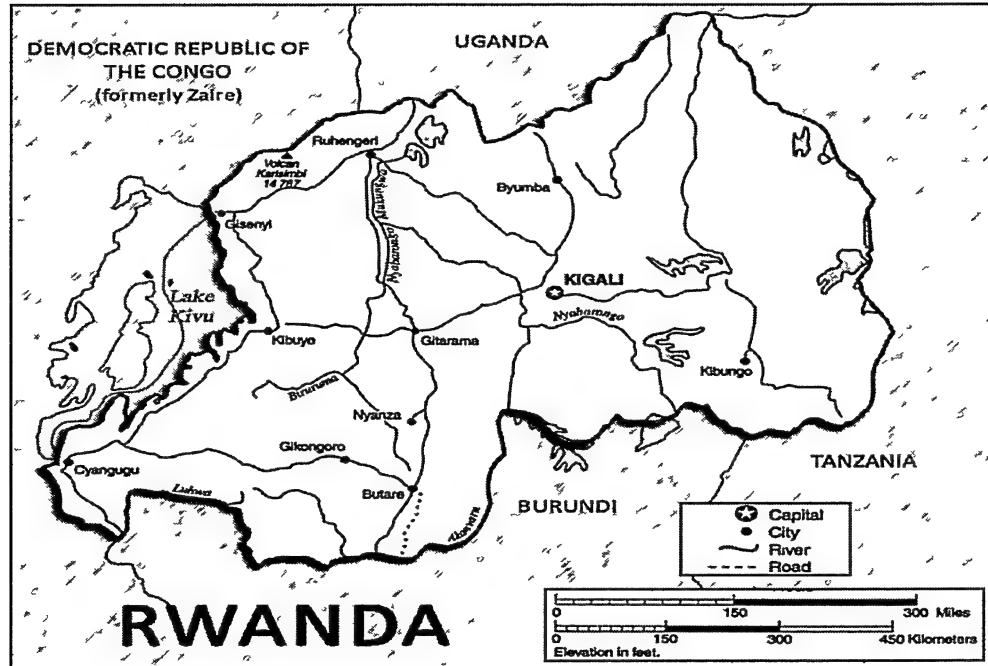 DEMOCRATIC REPUBLIC OF
THE CONGO
(formerly Zaire)
UGANDA
Ruhengeri
Volcan
Karisimbi
14 787
Byumba
Gisenyi
Nyabarongo
KIGALI
Lake
Kivu
Nyabarongo
Kibuye
Gitarama
Kibungo
Nyanza
Gikongoro
Cyangugu
Butare
TANZANIA
BURUNDI
Akanyaru
Capital
City
River
Road
RWANDA
0 150 300 Miles
0 150 300 450 Kilometers
Elevation in feet.